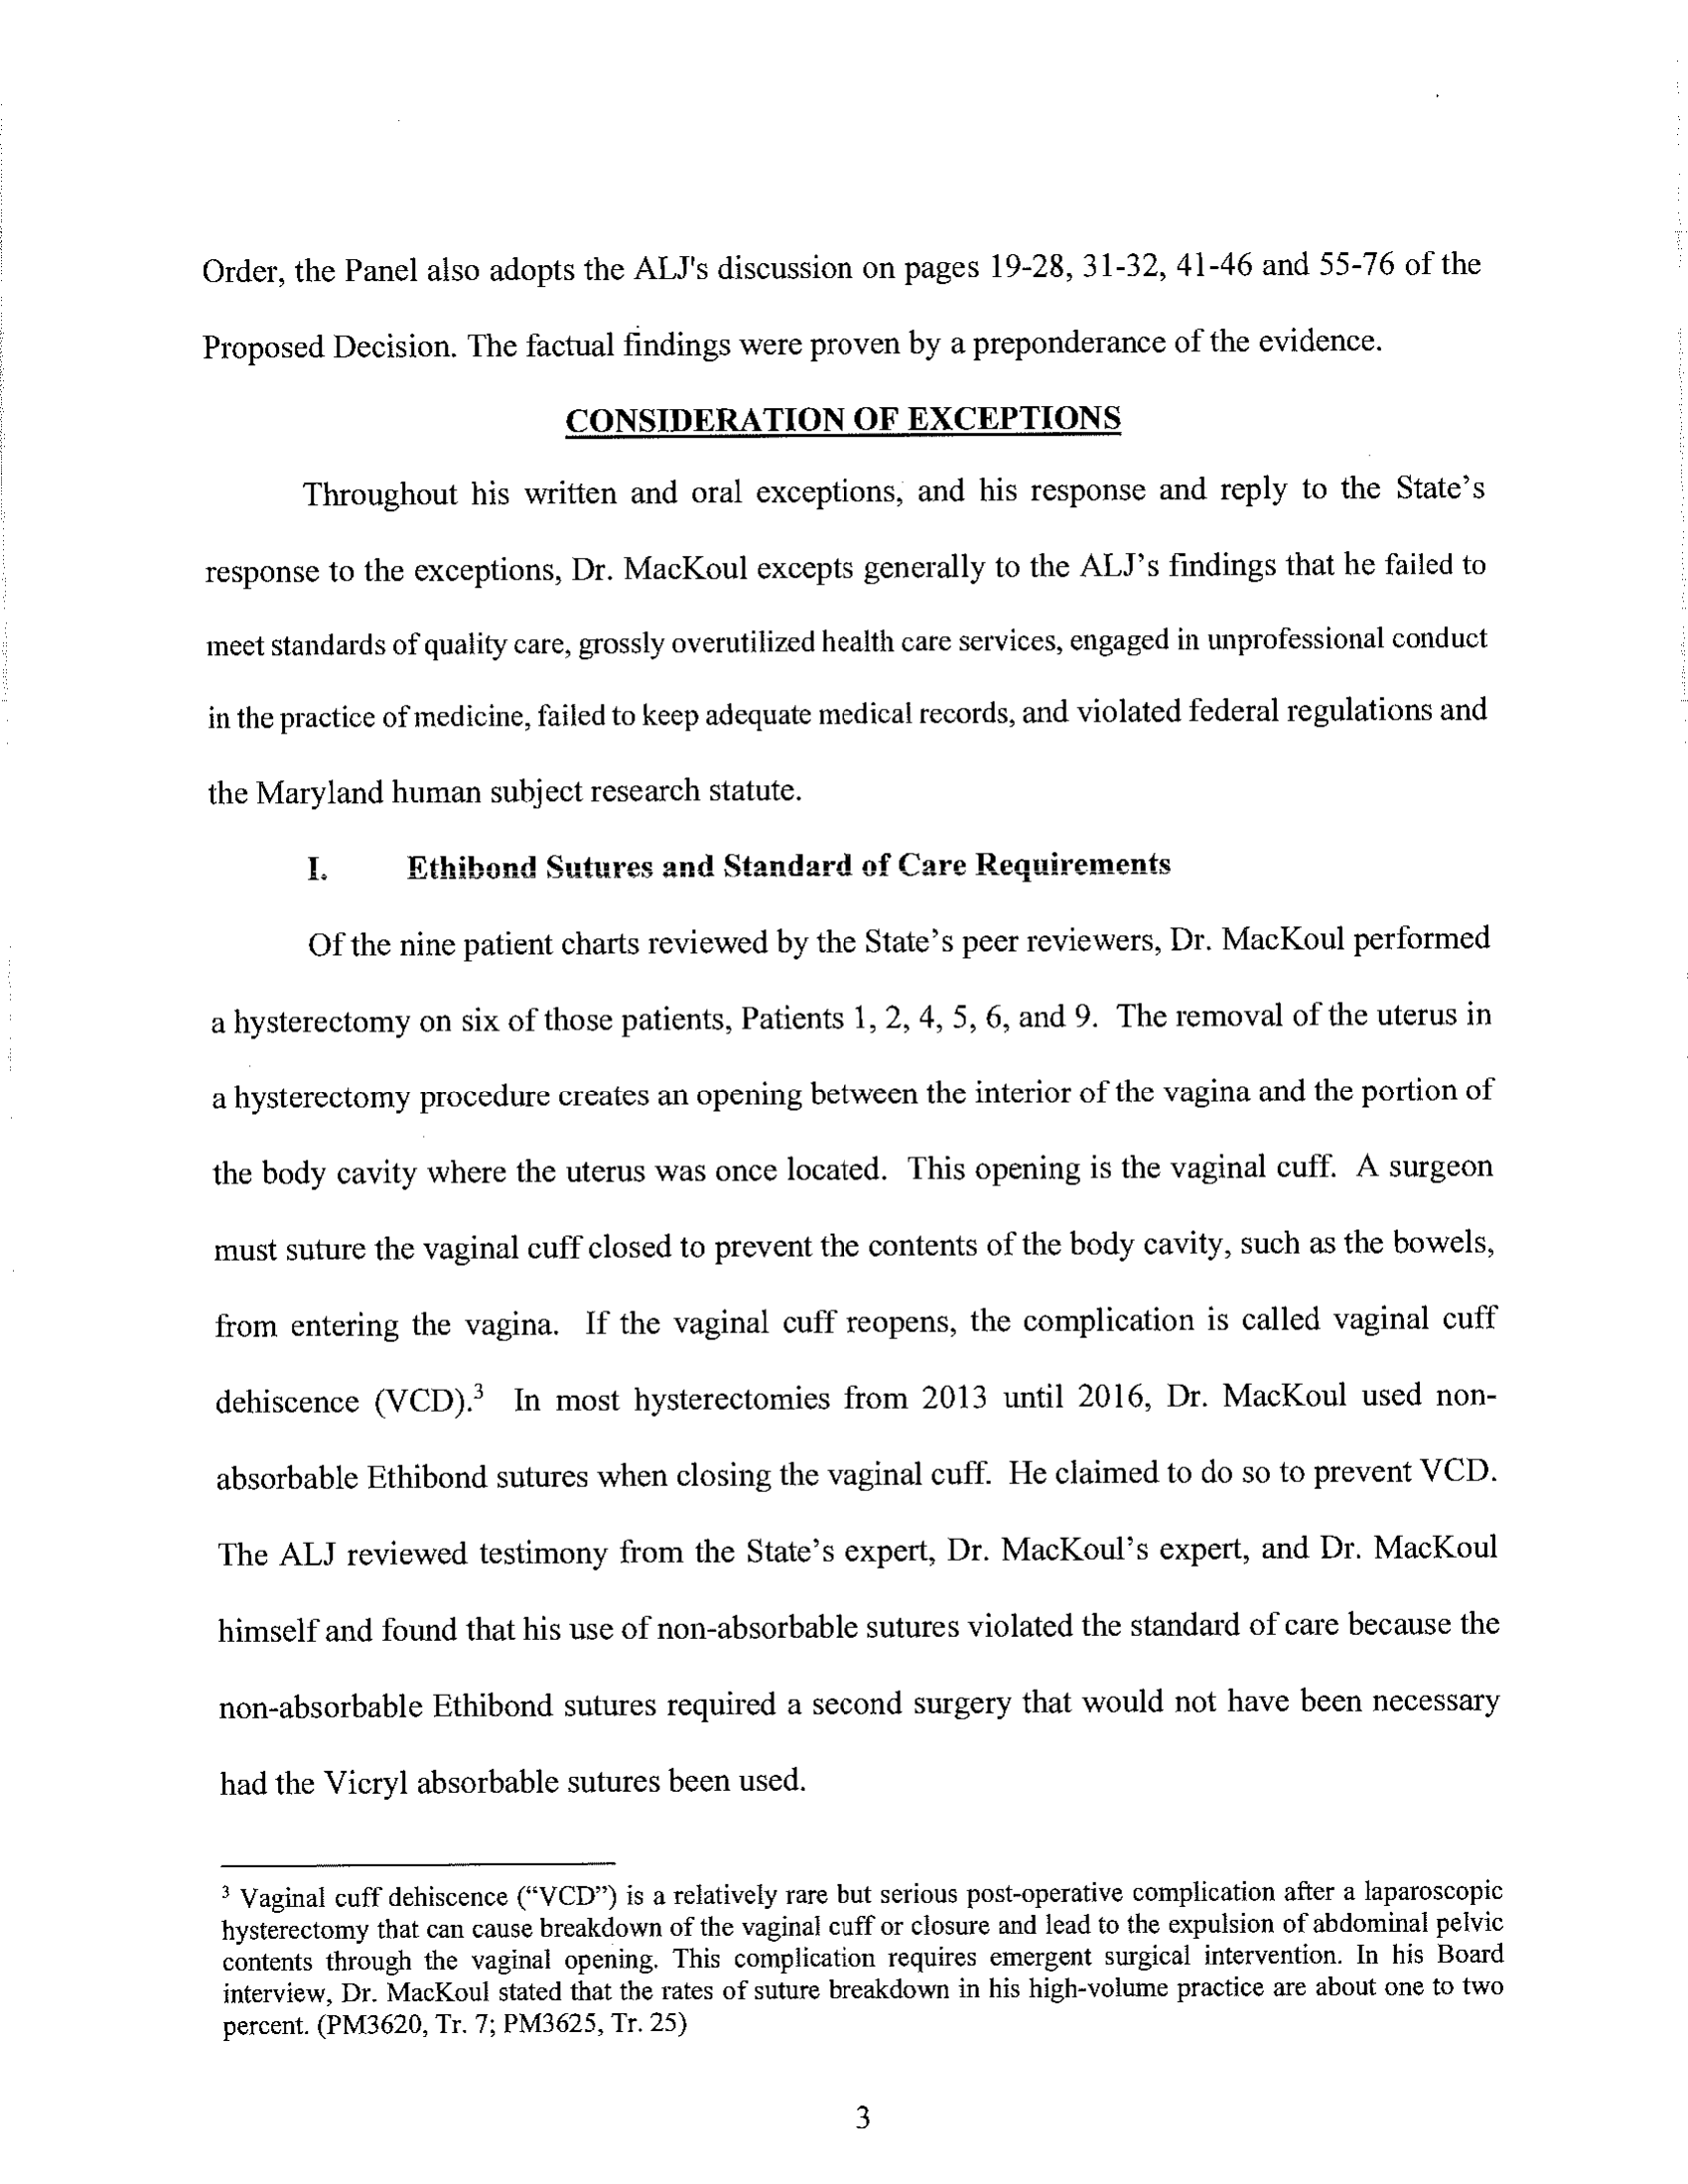 Order, the Panel also adopts the ALJ's discussion on pages 19-28, 31-32, 41-46 and 55-76 of the
Proposed Decision. The factual findings were proven by a preponderance of the evidence.
CONSIDERATION OF EXCEPTIONS
Throughout his written and oral exceptions, and his response and reply to the State's
response to the exceptions, Dr. MacKoul excepts generally to the ALJ's findings that he failed to
meet standards of quality care, grossly overutilized health care services, engaged in unprofessional conduct
in the practice of medicine, failed to keep adequate medical records, and violated federal regulations and
the Maryland human subject research statute.
I. Ethibond Sutures and Standard of Care Requirements
Of the nine patient charts reviewed by the State's peer reviewers, Dr. MacKoul performed
a hysterectomy on six of those patients, Patients 1, 2, 4, 5, 6, and 9. The removal of the uterus in
a hysterectomy procedure creates an opening between the interior of the vagina and the portion of
the body cavity where the uterus was once located. This opening is the vaginal cuff. A surgeon
must suture the vaginal cuff closed to prevent the contents of the body cavity, such as the bowels,
from entering the vagina. If the vaginal cuff reopens, the complication is called vaginal cuff
dehiscence (VCD).³ In most hysterectomies from 2013 until 2016, Dr. MacKoul used non-
absorbable Ethibond sutures when closing the vaginal cuff. He claimed to do so to prevent VCD.
The ALJ reviewed testimony from the State's expert, Dr. MacKoul's expert, and Dr. MacKoul
himself and found that his use of non-absorbable sutures violated the standard of care because the
non-absorbable Ethibond sutures required a second surgery that would not have been necessary
had the Vicryl absorbable sutures been used.
³ Vaginal cuff dehiscence ("VCD") is a relatively rare but serious post-operative complication after a laparoscopic
hysterectomy that can cause breakdown of the vaginal cuff or closure and lead to the expulsion of abdominal pelvic
contents through the vaginal opening. This complication requires emergent surgical intervention. In his Board
interview, Dr. MacKoul stated that the rates of suture breakdown in his high-volume practice are about one to two
percent. (PM3620, Tr. 7; PM3625, Tr. 25)
3